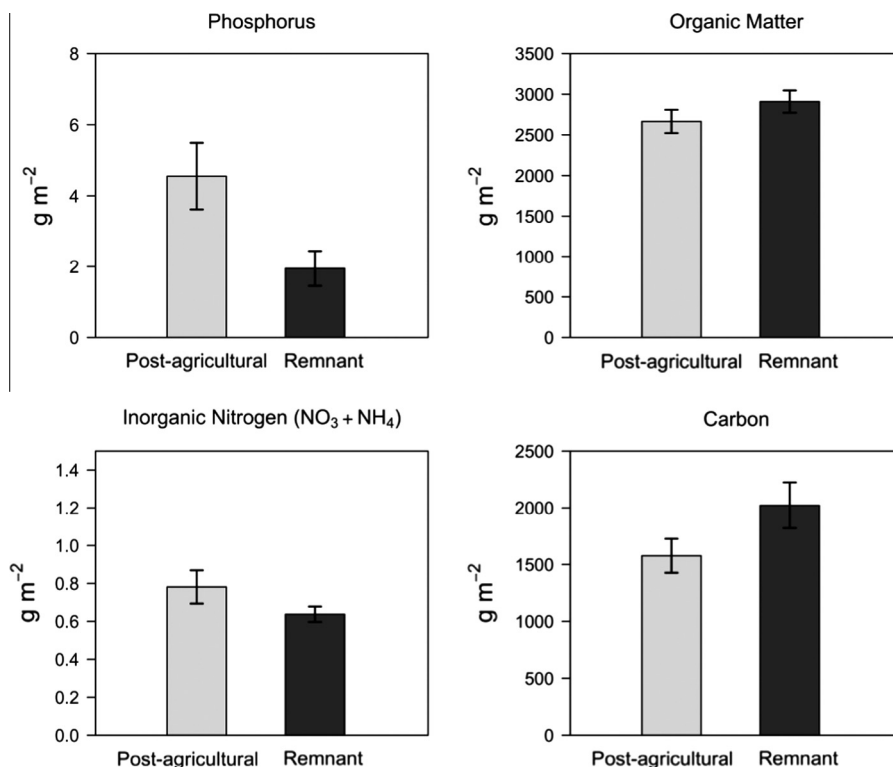 Phosphorus
8
6
4
2
0
g m⁻²
Post-agricultural Remnant
Organic Matter
3500
3000
2500
2000
1500
1000
500
0
g m⁻²
Post-agricultural Remnant
Inorganic Nitrogen (NO₃ + NH₄)
1.4
1.2
1.0
0.8
0.6
0.4
0.2
0.0
g m⁻²
Post-agricultural Remnant
Carbon
2500
2000
1500
1000
500
0
g m⁻²
Post-agricultural Remnant